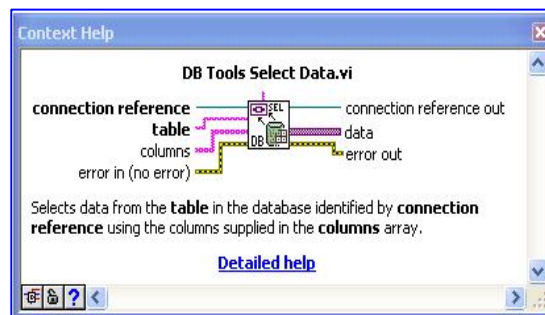 Context Help
DB Tools Select Data.vi
connection reference
table
columns
error in (no error)
SEL
DB
connection reference out
data
error out
Selects data from the table in the database identified by connection
reference using the columns supplied in the columns array.
Detailed help
?